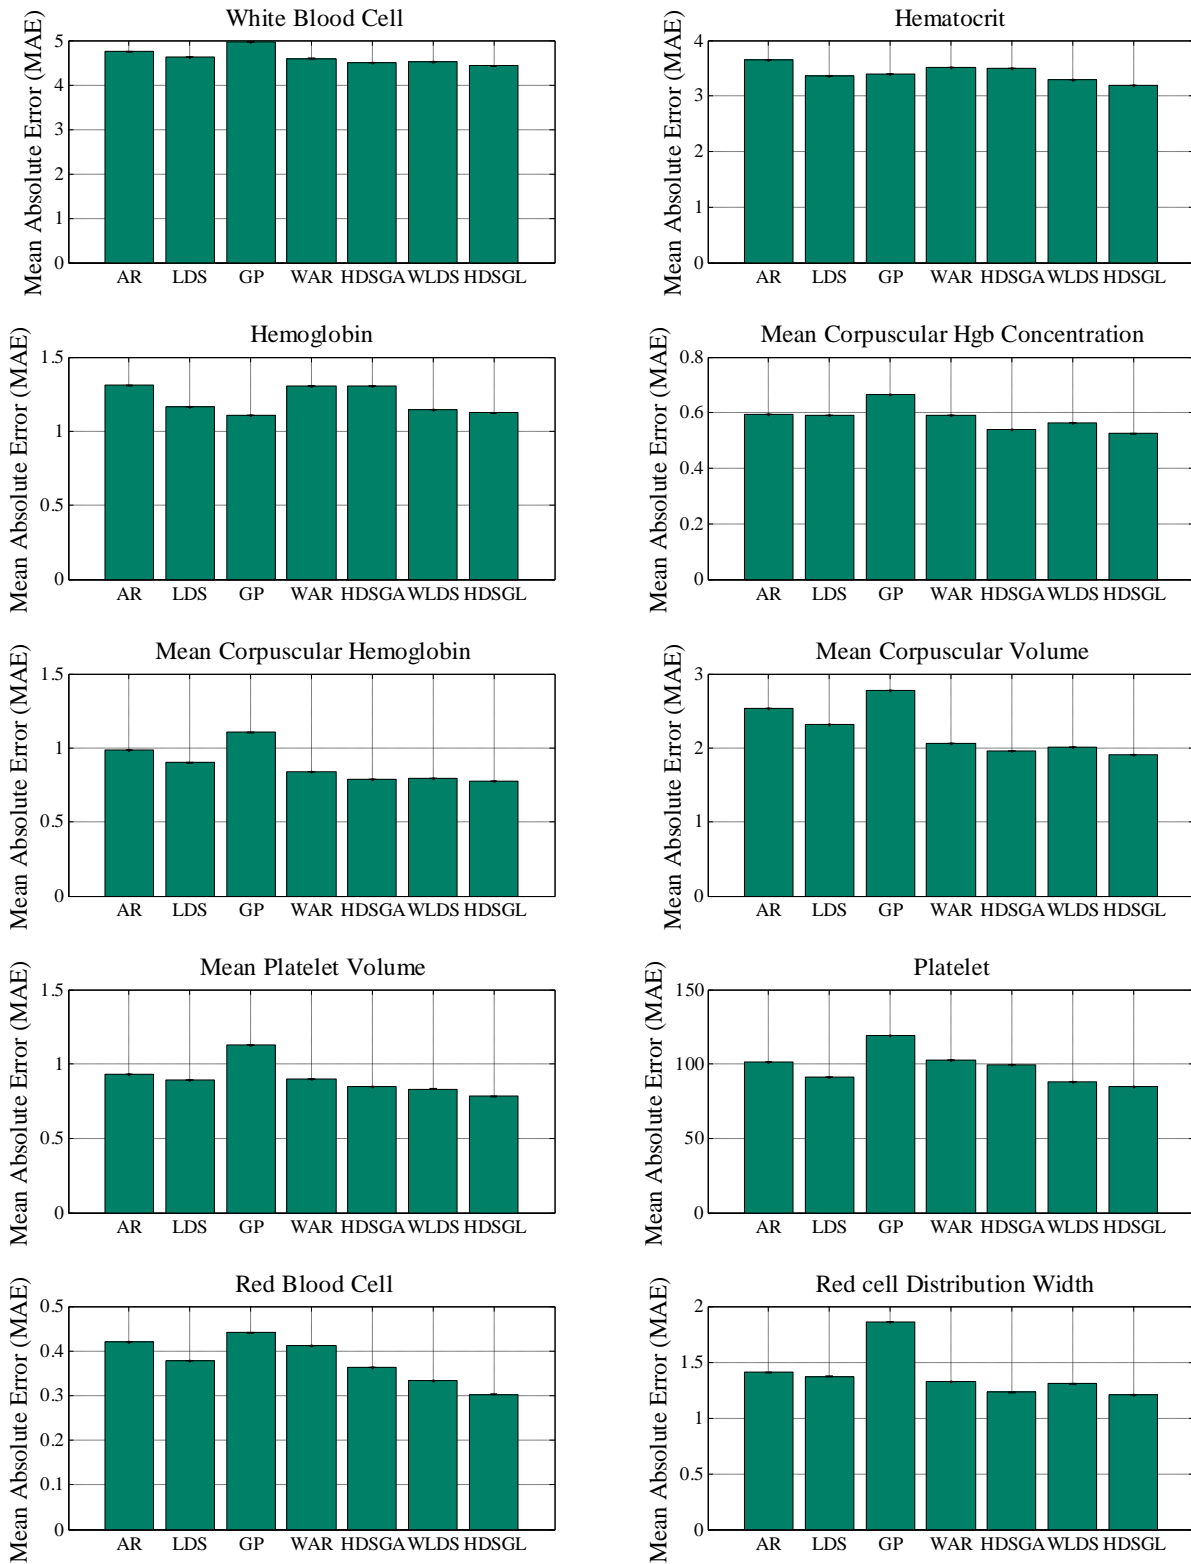 White Blood Cell
Mean Absolute Error (MAE)
5
4
3
2
1
0
AR LDS GP WAR HDSGA WLDS HDSGL
Hematocrit
Mean Absolute Error (MAE)
4
3
2
1
0
AR LDS GP WAR HDSGA WLDS HDSGL
Hemoglobin
Mean Absolute Error (MAE)
1.5
1
0.5
0
AR LDS GP WAR HDSGA WLDS HDSGL
Mean Corpuscular Hgb Concentration
Mean Absolute Error (MAE)
0.8
0.6
0.4
0.2
0
AR LDS GP WAR HDSGA WLDS HDSGL
Mean Corpuscular Hemoglobin
Mean Absolute Error (MAE)
1.5
1
0.5
0
AR LDS GP WAR HDSGA WLDS HDSGL
Mean Corpuscular Volume
Mean Absolute Error (MAE)
3
2
1
0
AR LDS GP WAR HDSGA WLDS HDSGL
Mean Platelet Volume
Mean Absolute Error (MAE)
1.5
1
0.5
0
AR LDS GP WAR HDSGA WLDS HDSGL
Platelet
Mean Absolute Error (MAE)
150
100
50
0
AR LDS GP WAR HDSGA WLDS HDSGL
Red Blood Cell
Mean Absolute Error (MAE)
0.5
0.4
0.3
0.2
0.1
0
AR LDS GP WAR HDSGA WLDS HDSGL
Red cell Distribution Width
Mean Absolute Error (MAE)
2
1.5
1
0.5
0
AR LDS GP WAR HDSGA WLDS HDSGL